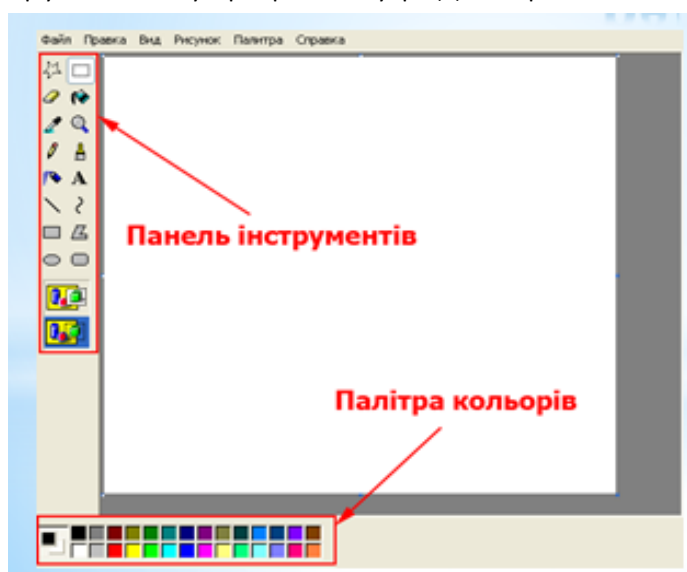 Файл Правка Вид Рисунок Палитра Справка
A
Панель інструментів
Палітра кольорів